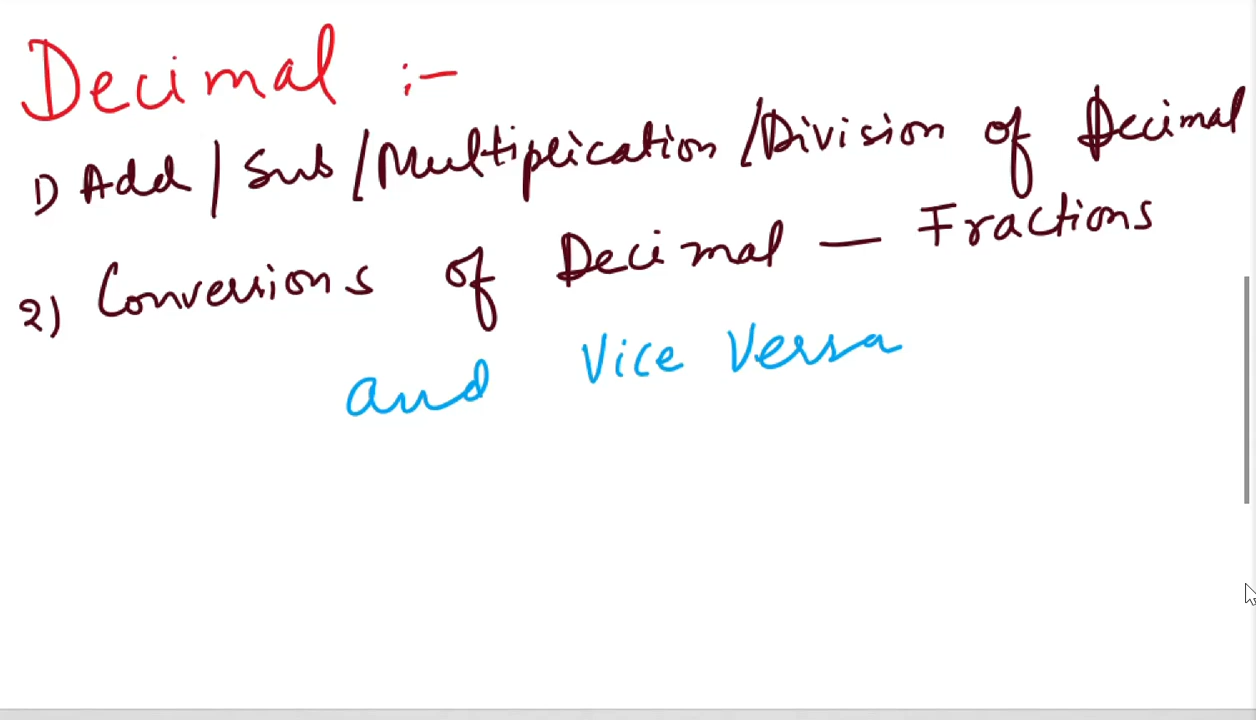 Decimal :-
1) Add / Sub / Multiplication / Division of Decimal
2) Conversions of Decimal — Fractions
and Vice Versa